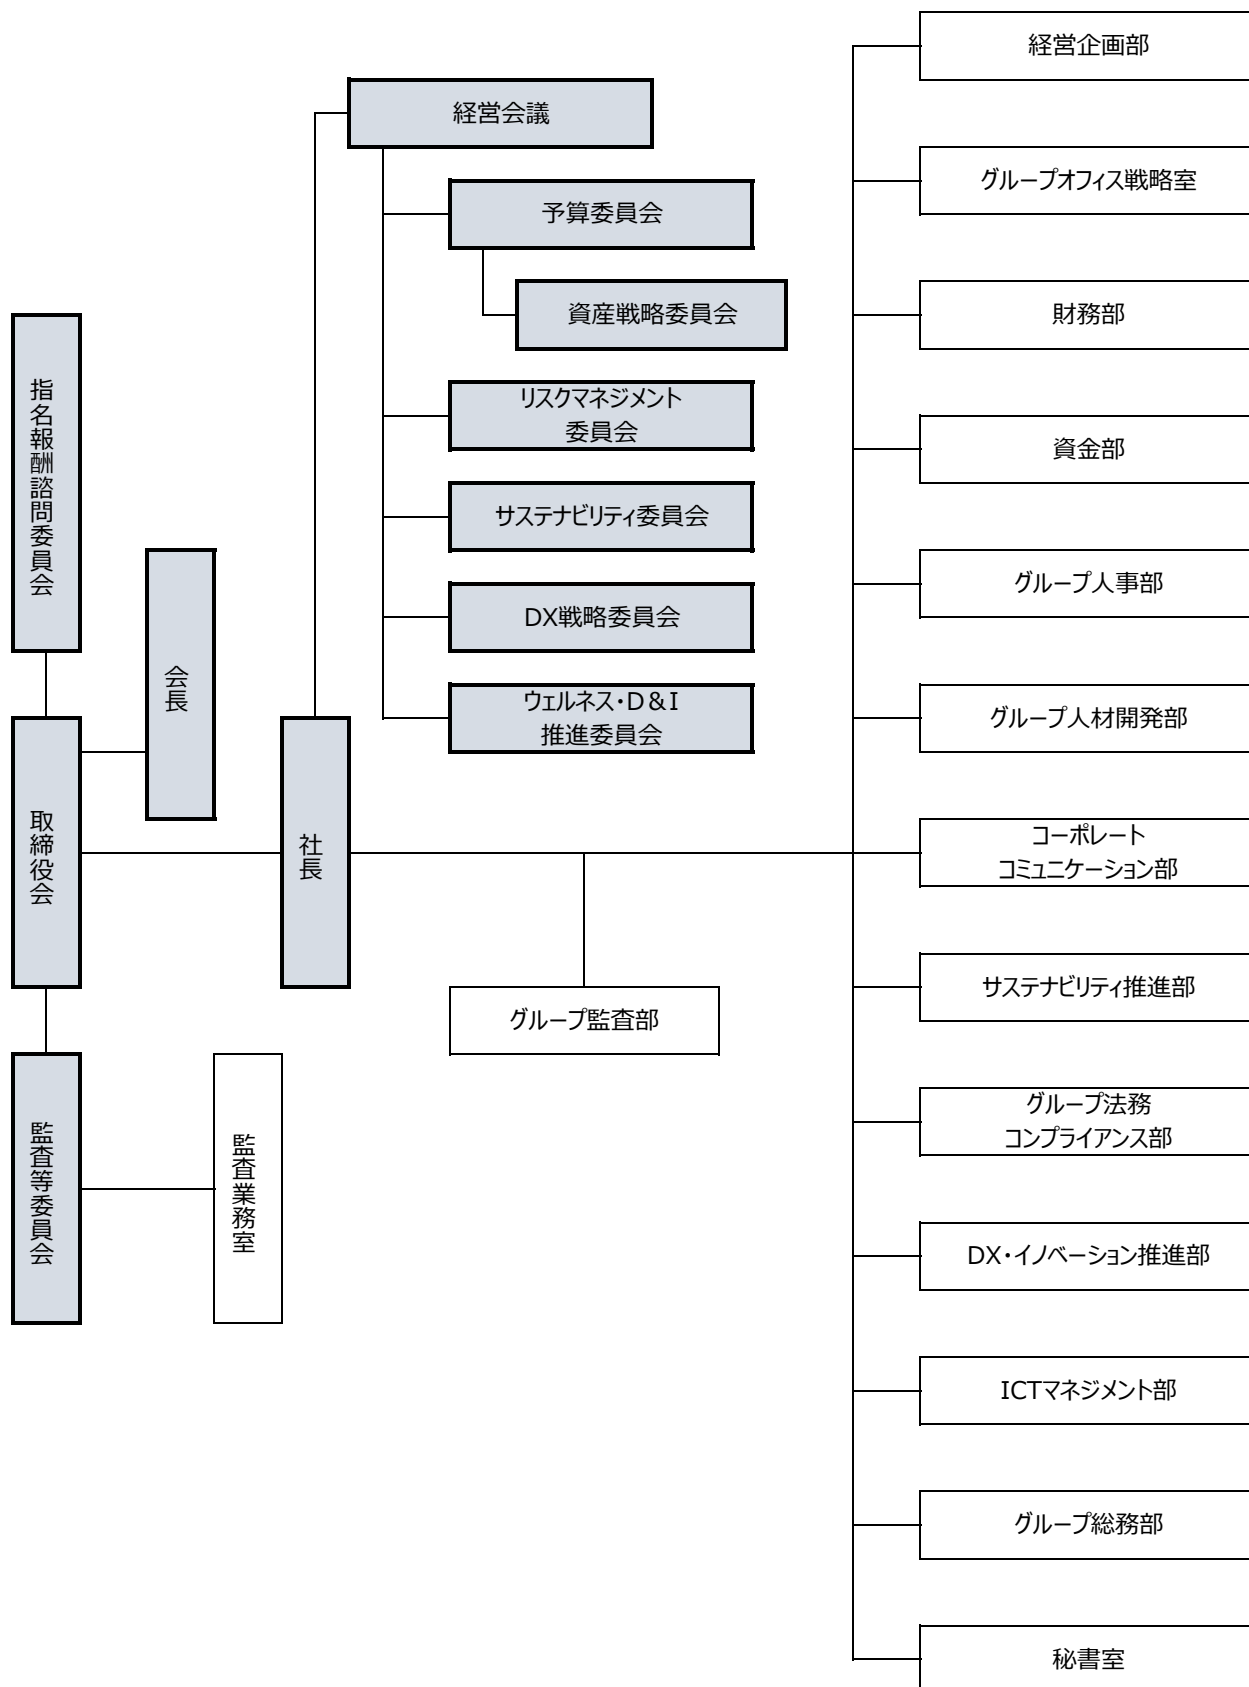 指名報酬諮問委員会
取締役会
監査等委員会
会長
監査業務室
社長
経営会議
予算委員会
資産戦略委員会
リスクマネジメント
委員会
サステナビリティ委員会
DX戦略委員会
ウェルネス・D&I
推進委員会
グループ監査部
経営企画部
グループオフィス戦略室
財務部
資金部
グループ人事部
グループ人材開発部
コーポレート
コミュニケーション部
サステナビリティ推進部
グループ法務
コンプライアンス部
DX・イノベーション推進部
ICTマネジメント部
グループ総務部
秘書室